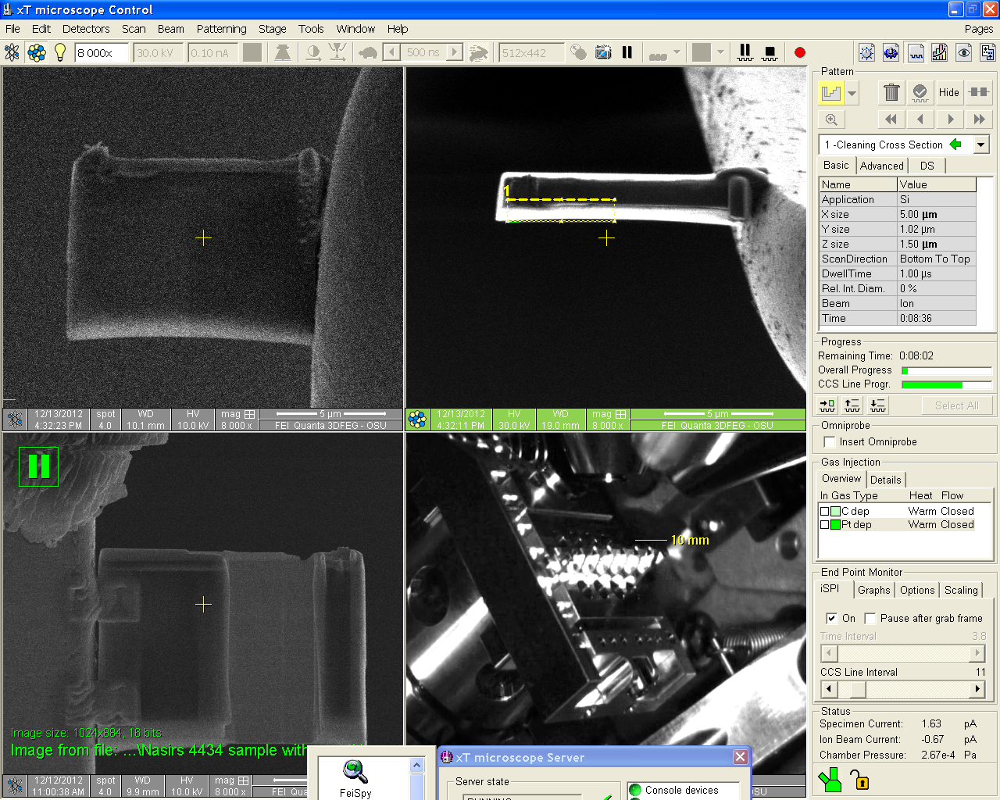 xT microscope Control
File Edit Detectors Scan Beam Patterning Stage Tools Window Help Pages
8 000x 30.0 kV 0.10 nA 500 ns 512x442
1
12/13/2012 spot WD HV mag 5 µm
4:32:23 PM 4.0 10.1 mm 10.0 kV 8 000 x FEI Quanta 3D FEG - OSU
12/13/2012 HV WD mag 5 µm
4:32:11 PM 30.0 kV 19.0 mm 8 000 x FEI Quanta 3D FEG - OSU
Image size: 1024x884, 16 bits
Image from file: ...\Nasirs 4434 sample with
12/12/2012 spot WD HV mag
11:00:38 AM 4.0 9.9 mm 10.0 kV 8 000 x FEI Qua
10 mm
FeiSpy
xT microscope Server
Server state
RUNNING
Console devices
OSU
Pattern
Hide
1 -Cleaning Cross Section
Basic Advanced DS
Name Value
Application Si
X size 5.00 µm
Y size 1.02 µm
Z size 1.50 µm
ScanDirection Bottom To Top
DwellTime 1.00 µs
Rel. Int. Diam. 0 %
Beam Ion
Time 0:08:36
Progress
Remaining Time: 0:08:02
Overall Progress
CCS Line Progr.
Select All
Omniprobe
Insert Omniprobe
Gas Injection
Overview Details
In Gas Type Heat Flow
C dep Warm Closed
Pt dep Warm Closed
End Point Monitor
iSPI Graphs Options Scaling
On Pause after grab frame
Time Interval 3.8
CCS Line Interval 11
Status
Specimen Current: 1.63 pA
Ion Beam Current: -0.67 pA
Chamber Pressure: 2.67e-4 Pa